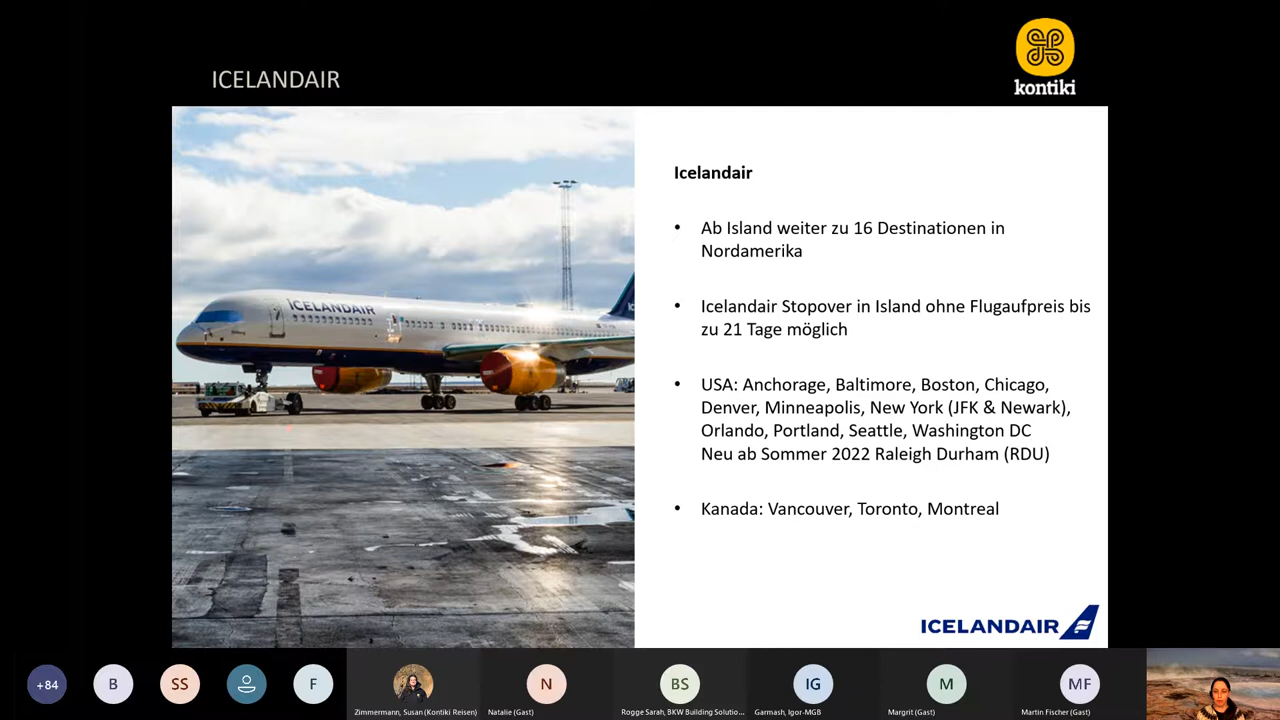 ICELANDAIR
kontiki
ICELANDAIR
Icelandair
• Ab Island weiter zu 16 Destinationen in
Nordamerika
• Icelandair Stopover in Island ohne Flugaufpreis bis
zu 21 Tage möglich
• USA: Anchorage, Baltimore, Boston, Chicago,
Denver, Minneapolis, New York (JFK & Newark),
Orlando, Portland, Seattle, Washington DC
Neu ab Sommer 2022 Raleigh Durham (RDU)
• Kanada: Vancouver, Toronto, Montreal
ICELANDAIR
+84
B
SS
F
N
BS
IG
M
MF
Zimmermann, Susan (Kontiki Reisen)
Natalie (Gast)
Rogge Sarah, BKW Building Solutio...
Garmash, Igor-MGB
Margrit (Gast)
Martin Fischer (Gast)